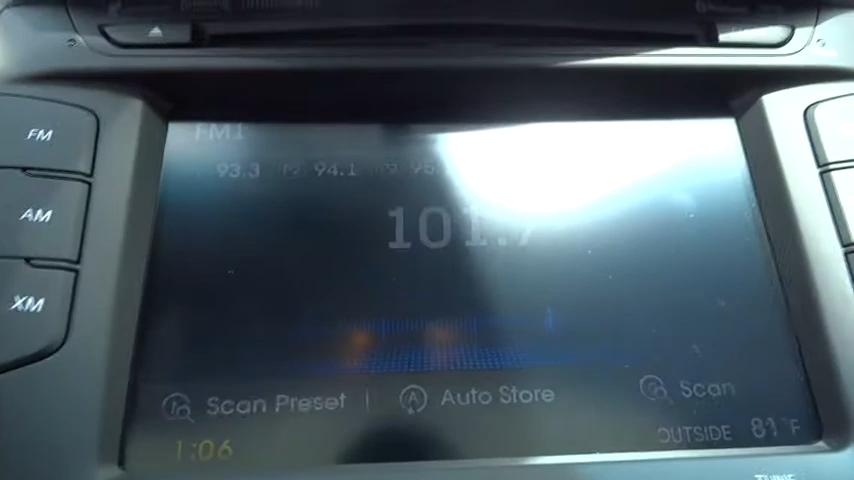 FM
AM
XM
FM1
93.3 94.1
101.7
Scan Preset Auto Store Scan
1:06 OUTSIDE 81°F
TUNE